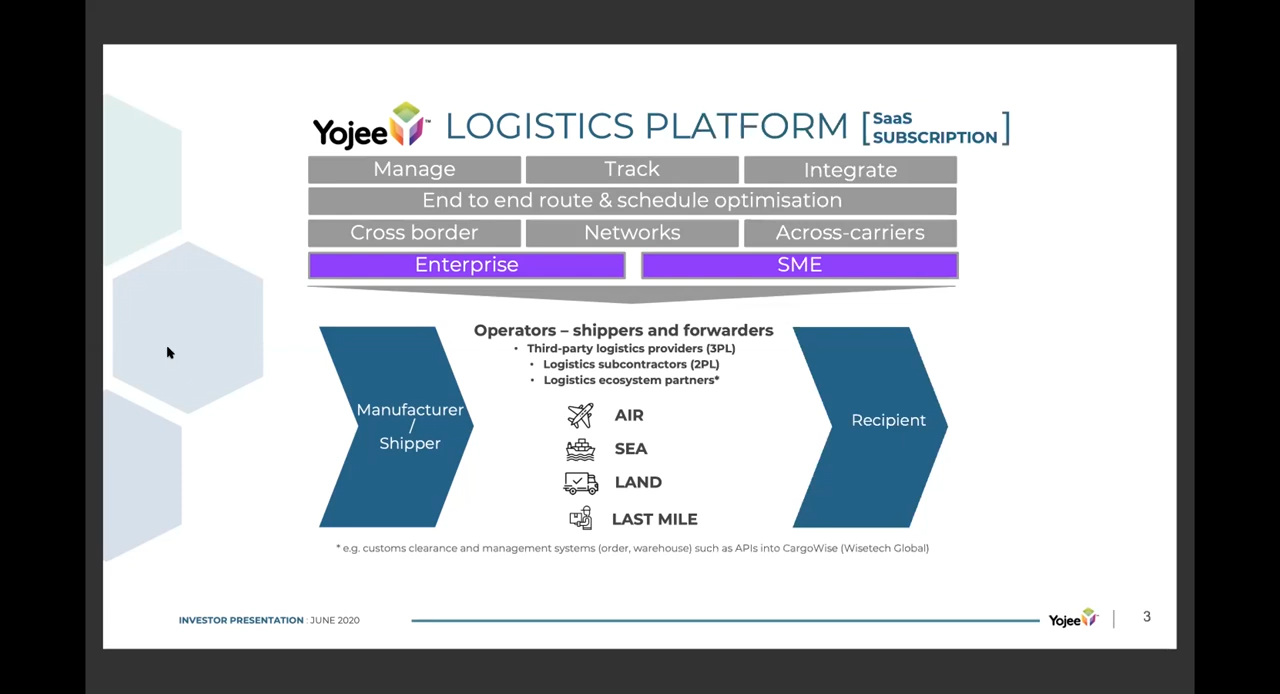 Yojee™ LOGISTICS PLATFORM [SaaS SUBSCRIPTION]
Manage Track Integrate
End to end route & schedule optimisation
Cross border Networks Across-carriers
Enterprise SME
Operators – shippers and forwarders
• Third-party logistics providers (3PL)
• Logistics subcontractors (2PL)
• Logistics ecosystem partners*
Manufacturer
/
Shipper
AIR
SEA
LAND
LAST MILE
Recipient
* e.g. customs clearance and management systems (order, warehouse) such as APIs into CargoWise (Wisetech Global)
INVESTOR PRESENTATION : JUNE 2020 Yojee 3